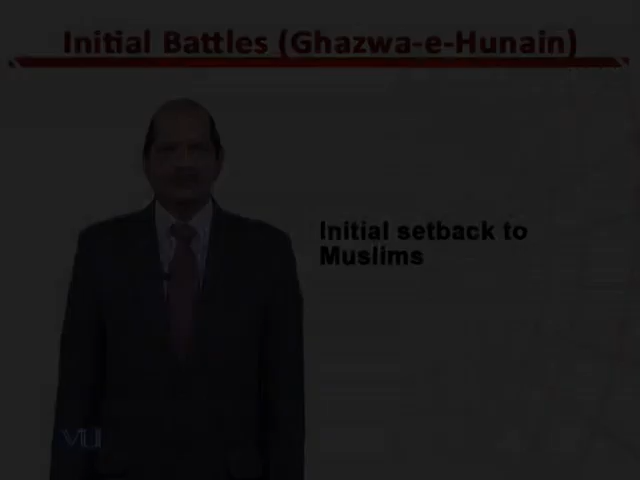 Initial Battles (Ghazwa-e-Hunain)
Initial setback to
Muslims
VU